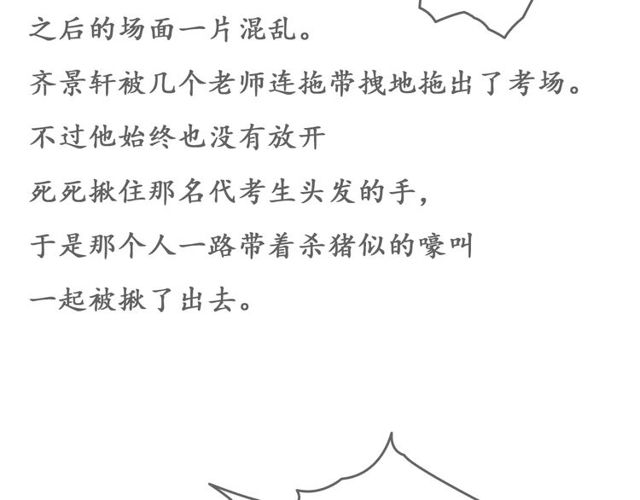 之后的场面一片混乱。
齐景轩被几个老师连拖带拽地拖出了考场。
不过他始终也没有放开
死死揪住那名代考生头发的手，
于是那个人一路带着杀猪似的嚎叫
一起被揪了出去。